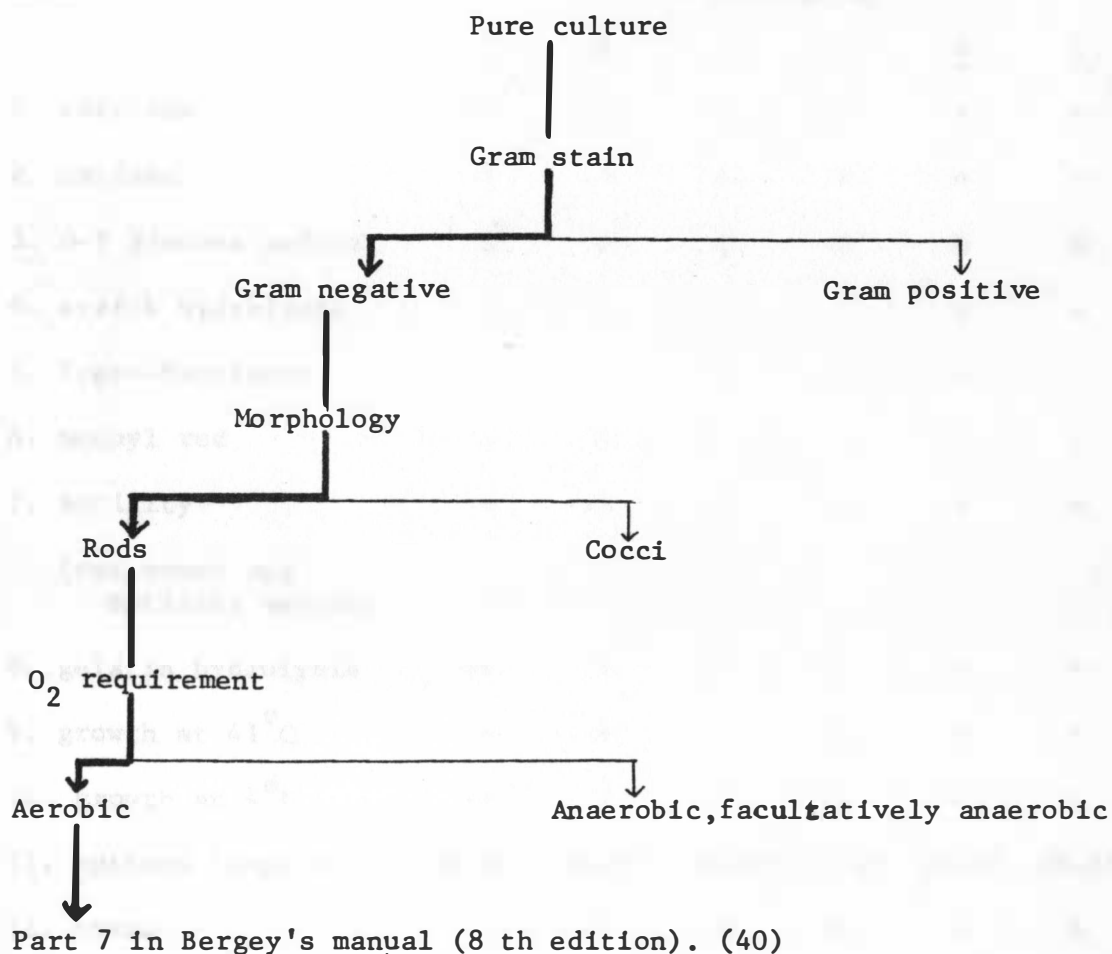 Pure culture
Gram stain
Gram negative Gram positive
Morphology
Rods Cocci
O2 requirement
Aerobic Anaerobic,facultatively anaerobic
Part 7 in Bergey's manual (8 th edition). (40)